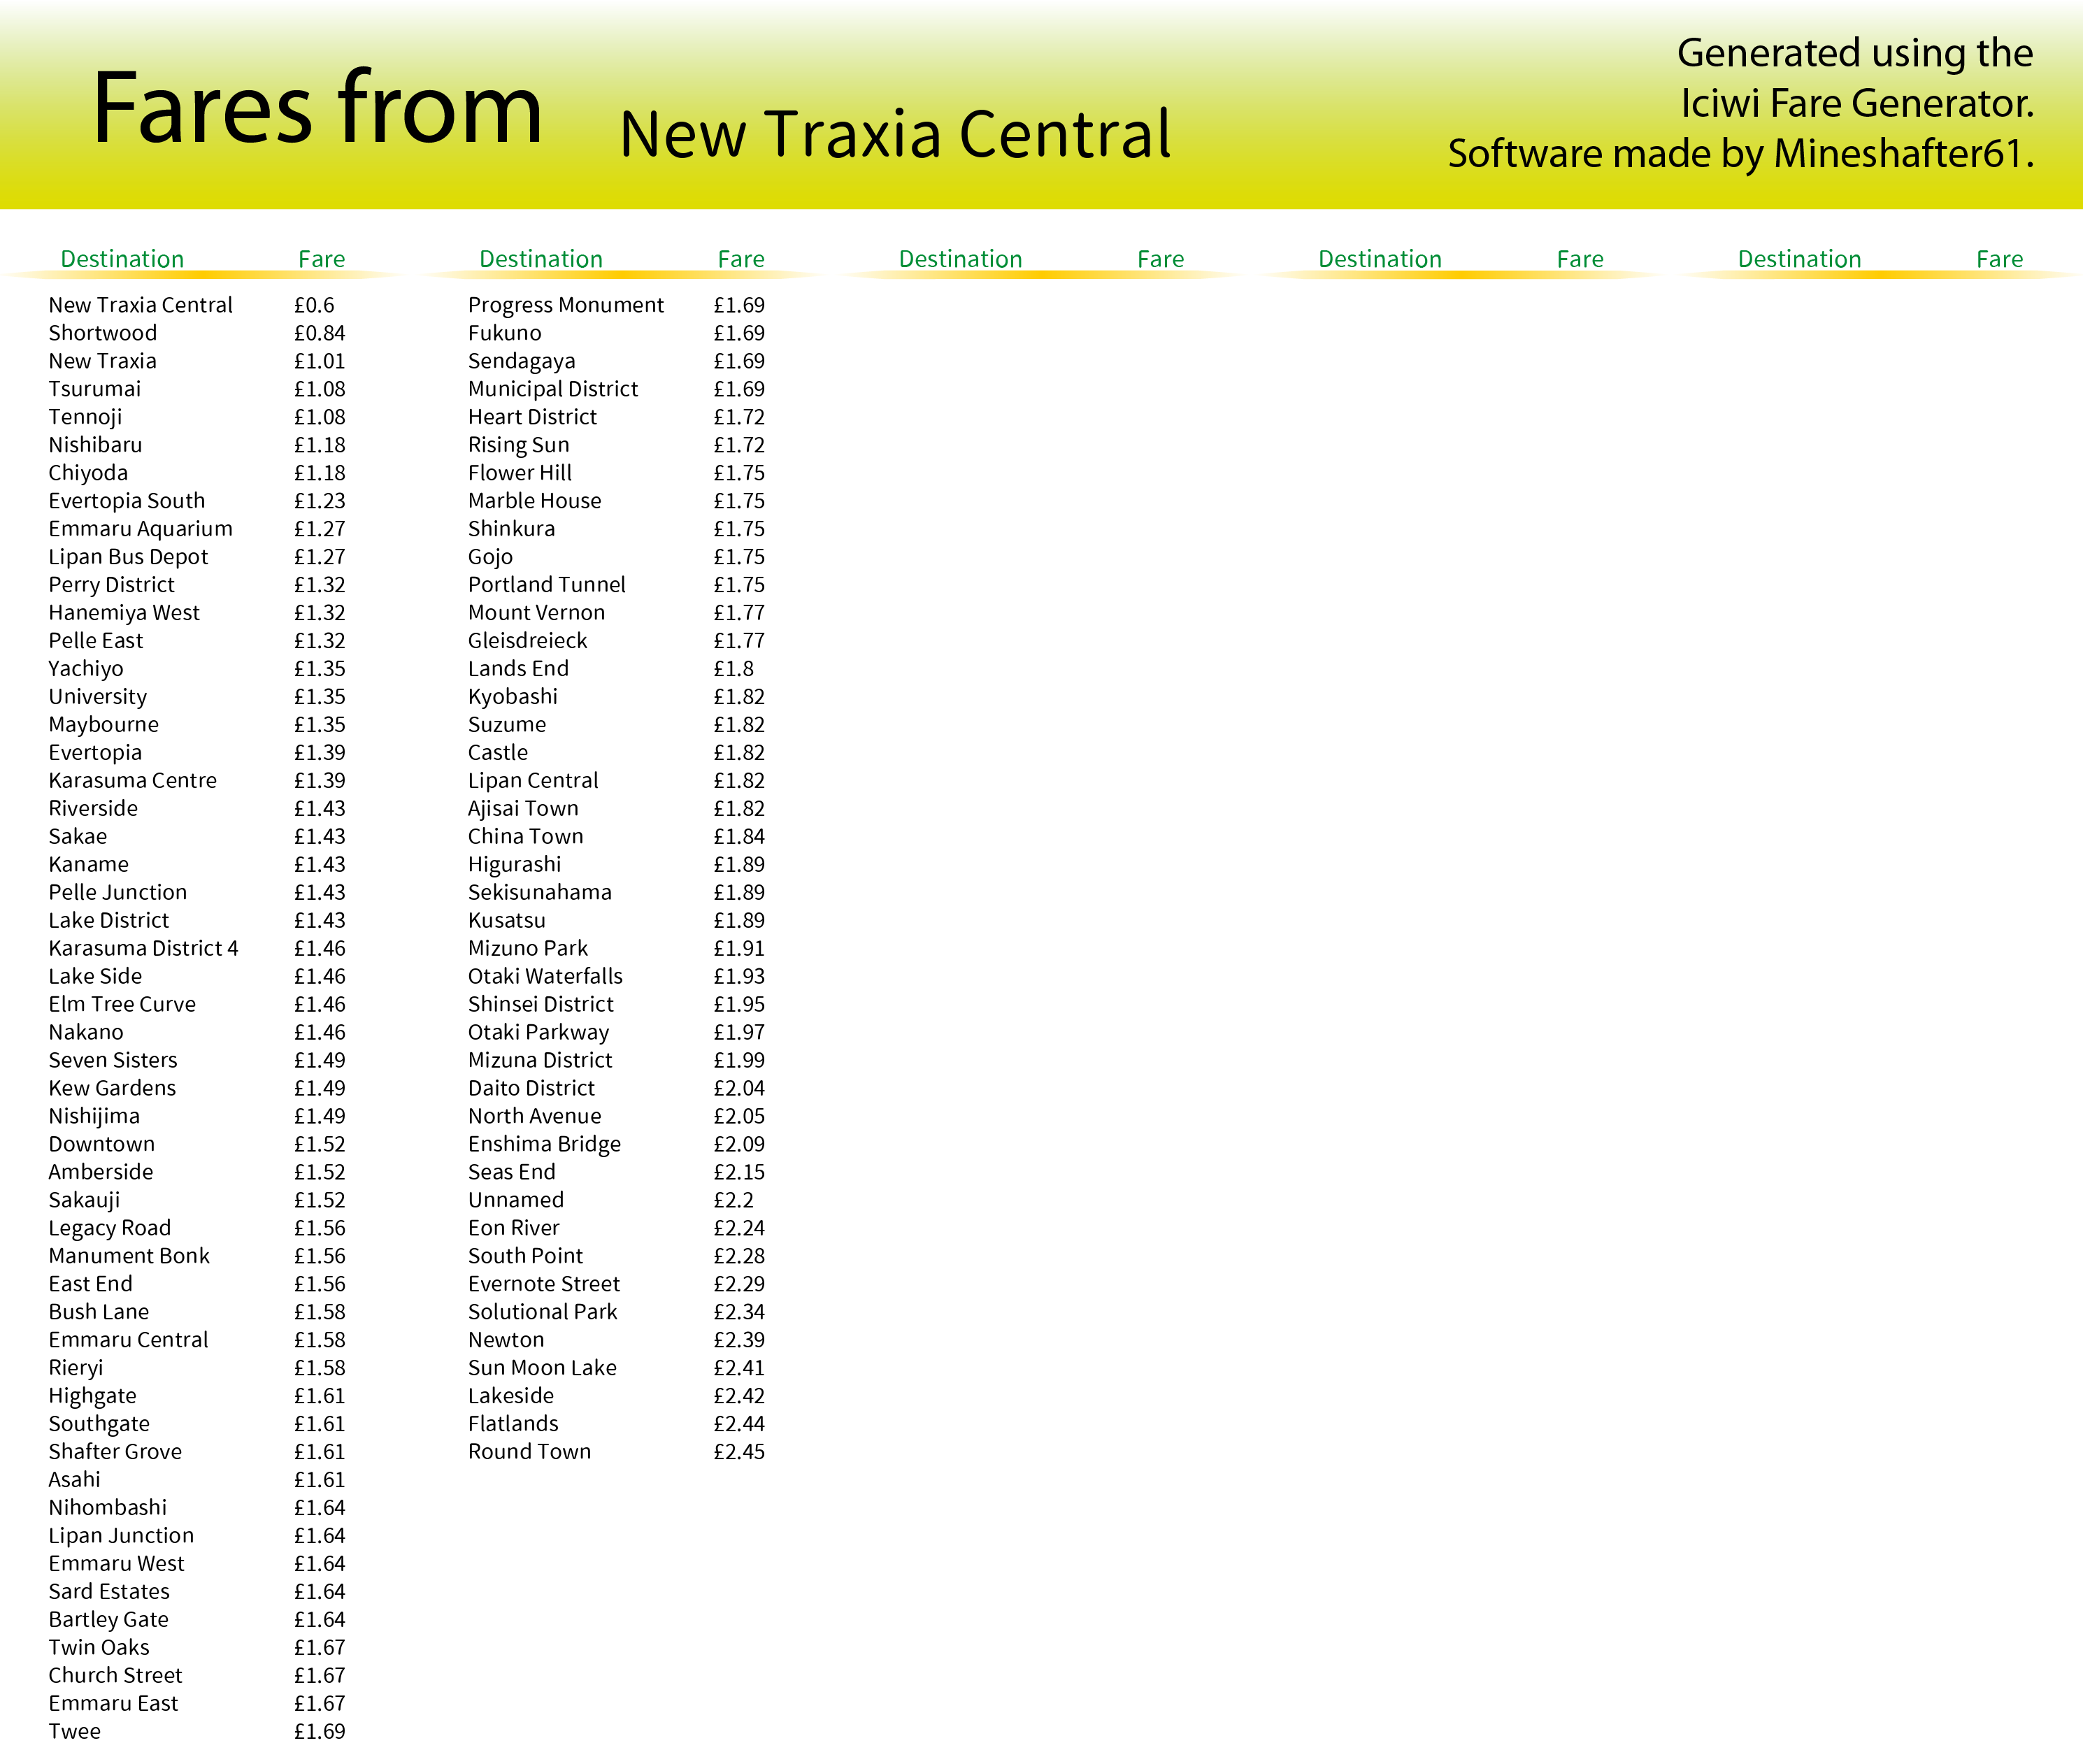 Fares from New Traxia Central
Generated using the
Iciwi Fare Generator.
Software made by Mineshafter61.
Destination Fare Destination Fare Destination Fare Destination Fare Destination Fare
New Traxia Central £0.6
Shortwood £0.84
New Traxia £1.01
Tsurumai £1.08
Tennoji £1.08
Nishibaru £1.18
Chiyoda £1.18
Evertopia South £1.23
Emmaru Aquarium £1.27
Lipan Bus Depot £1.27
Perry District £1.32
Hanemiya West £1.32
Pelle East £1.32
Yachiyo £1.35
University £1.35
Maybourne £1.35
Evertopia £1.39
Karasuma Centre £1.39
Riverside £1.43
Sakae £1.43
Kaname £1.43
Pelle Junction £1.43
Lake District £1.43
Karasuma District 4 £1.46
Lake Side £1.46
Elm Tree Curve £1.46
Nakano £1.46
Seven Sisters £1.49
Kew Gardens £1.49
Nishijima £1.49
Downtown £1.52
Amberside £1.52
Sakauji £1.52
Legacy Road £1.56
Manument Bonk £1.56
East End £1.56
Bush Lane £1.58
Emmaru Central £1.58
Rieryi £1.58
Highgate £1.61
Southgate £1.61
Shafter Grove £1.61
Asahi £1.61
Nihombashi £1.64
Lipan Junction £1.64
Emmaru West £1.64
Sard Estates £1.64
Bartley Gate £1.64
Twin Oaks £1.67
Church Street £1.67
Emmaru East £1.67
Twee £1.69
Progress Monument £1.69
Fukuno £1.69
Sendagaya £1.69
Municipal District £1.69
Heart District £1.72
Rising Sun £1.72
Flower Hill £1.75
Marble House £1.75
Shinkura £1.75
Gojo £1.75
Portland Tunnel £1.75
Mount Vernon £1.77
Gleisdreieck £1.77
Lands End £1.8
Kyobashi £1.82
Suzume £1.82
Castle £1.82
Lipan Central £1.82
Ajisai Town £1.82
China Town £1.84
Higurashi £1.89
Sekisunahama £1.89
Kusatsu £1.89
Mizuno Park £1.91
Otaki Waterfalls £1.93
Shinsei District £1.95
Otaki Parkway £1.97
Mizuna District £1.99
Daito District £2.04
North Avenue £2.05
Enshima Bridge £2.09
Seas End £2.15
Unnamed £2.2
Eon River £2.24
South Point £2.28
Evernote Street £2.29
Solutional Park £2.34
Newton £2.39
Sun Moon Lake £2.41
Lakeside £2.42
Flatlands £2.44
Round Town £2.45